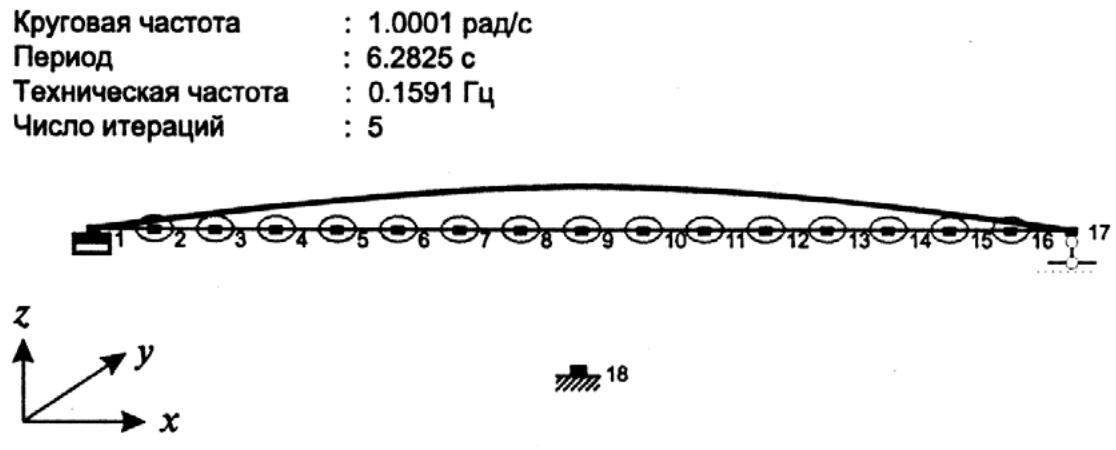 Круговая частота : 1.0001 рад/с
Период : 6.2825 с
Техническая частота : 0.1591 Гц
Число итераций : 5
1 2 3 4 5 6 7 8 9 10 11 12 13 14 15 16 17
z
y
x
18